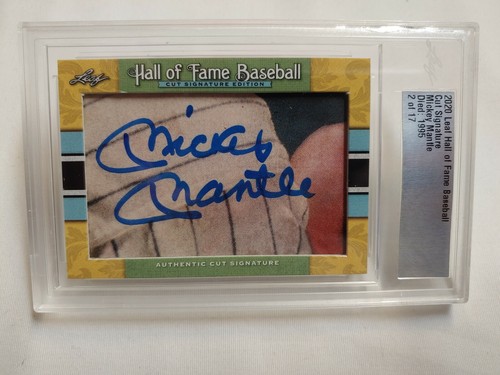 Leaf
Hall of Fame Baseball
CUT SIGNATURE EDITION
Mickey
Mantle
AUTHENTIC CUT SIGNATURE
2020 Leaf Hall of Fame Baseball
Cut Signature
Mickey Mantle
Died: 1995
2 of 17